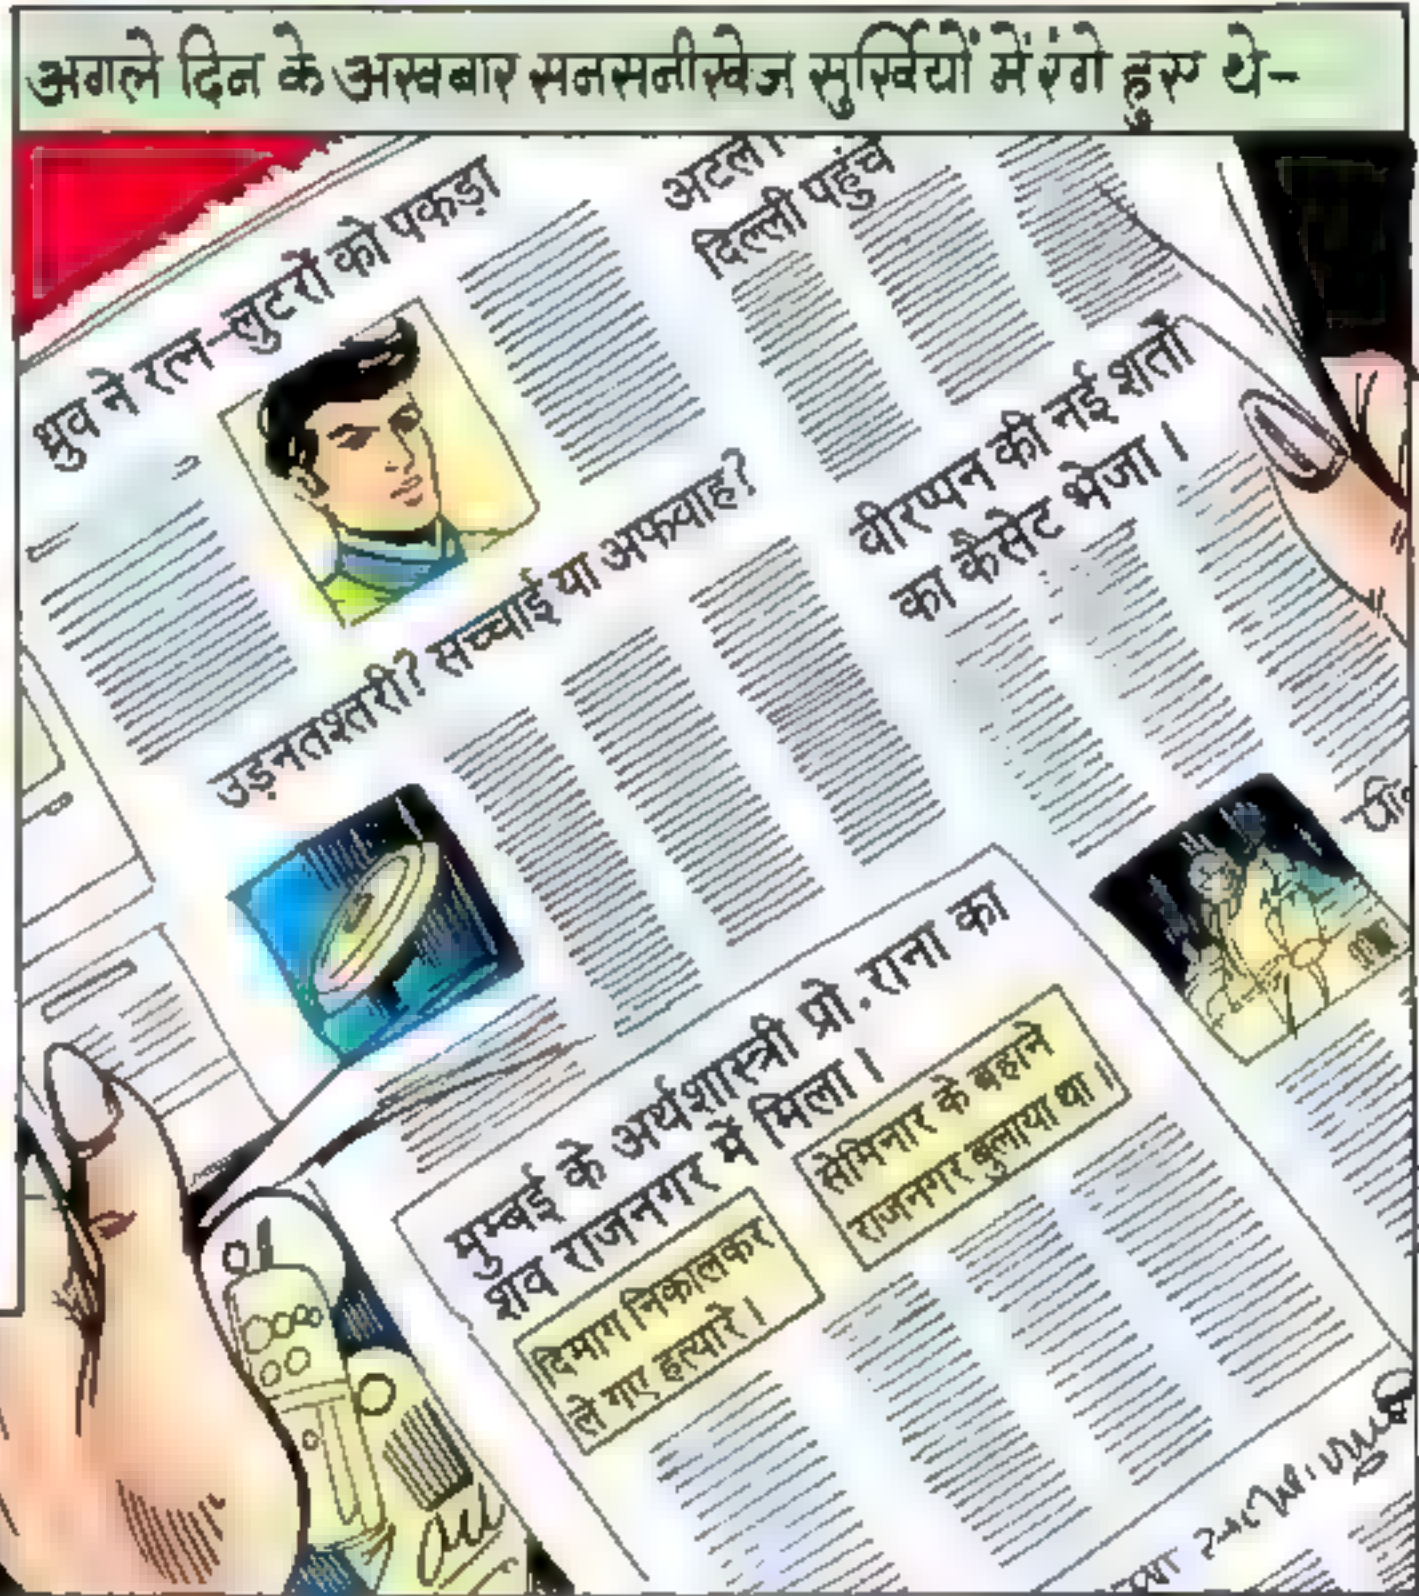 अगले दिन के अखबार सनसनीखेज सुर्खियों में रंगे हुए थे-
ध्रुव ने रत्न-लुटेरों को पकड़ा
अटल
दिल्ली पहुंचे
वीरप्पन की नई शर्तों
का कैसेट भेजा।
उड़नतश्तरी? सच्चाई या अफवाह?
मुम्बई के अर्थशास्त्री प्रो. राना का
शव राजनगर में मिला।
सेमिनार के बहाने
राजनगर बुलाया था।
दिमाग निकालकर
ले गए हत्यारे।